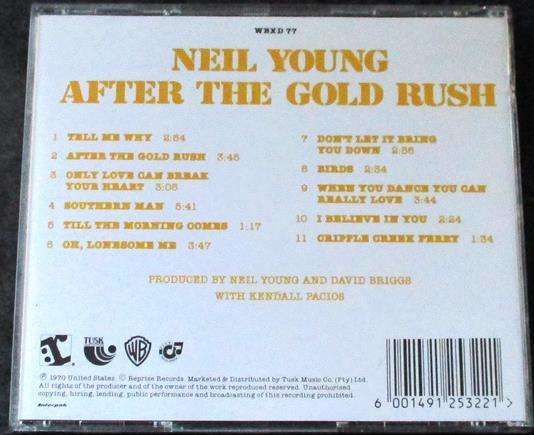 WBXD 77
NEIL YOUNG
AFTER THE GOLD RUSH
1 TELL ME WHY 2:54
2 AFTER THE GOLD RUSH 3:45
3 ONLY LOVE CAN BREAK
YOUR HEART 3:05
4 SOUTHERN MAN 5:41
5 TILL THE MORNING COMES 1:17
6 OH, LONESOME ME 3:47
7 DON'T LET IT BRING
YOU DOWN 2:56
8 BIRDS 2:34
9 WHEN YOU DANCE YOU CAN
REALLY LOVE 3:44
10 I BELIEVE IN YOU 2:24
11 CRIPPLE CREEK FERRY 1:34
PRODUCED BY NEIL YOUNG AND DAVID BRIGGS
WITH KENDALL PACIOS
TUSK
℗ 1970 United States. © Reprise Records. Marketed & Distributed by Tusk Music Co. (Pty) Ltd.
All rights of the producer and of the owner of the work reproduced reserved. Unauthorised
copying, hiring, lending, public performance and broadcasting of this recording prohibited.
Interpak
6 001491 253221 >